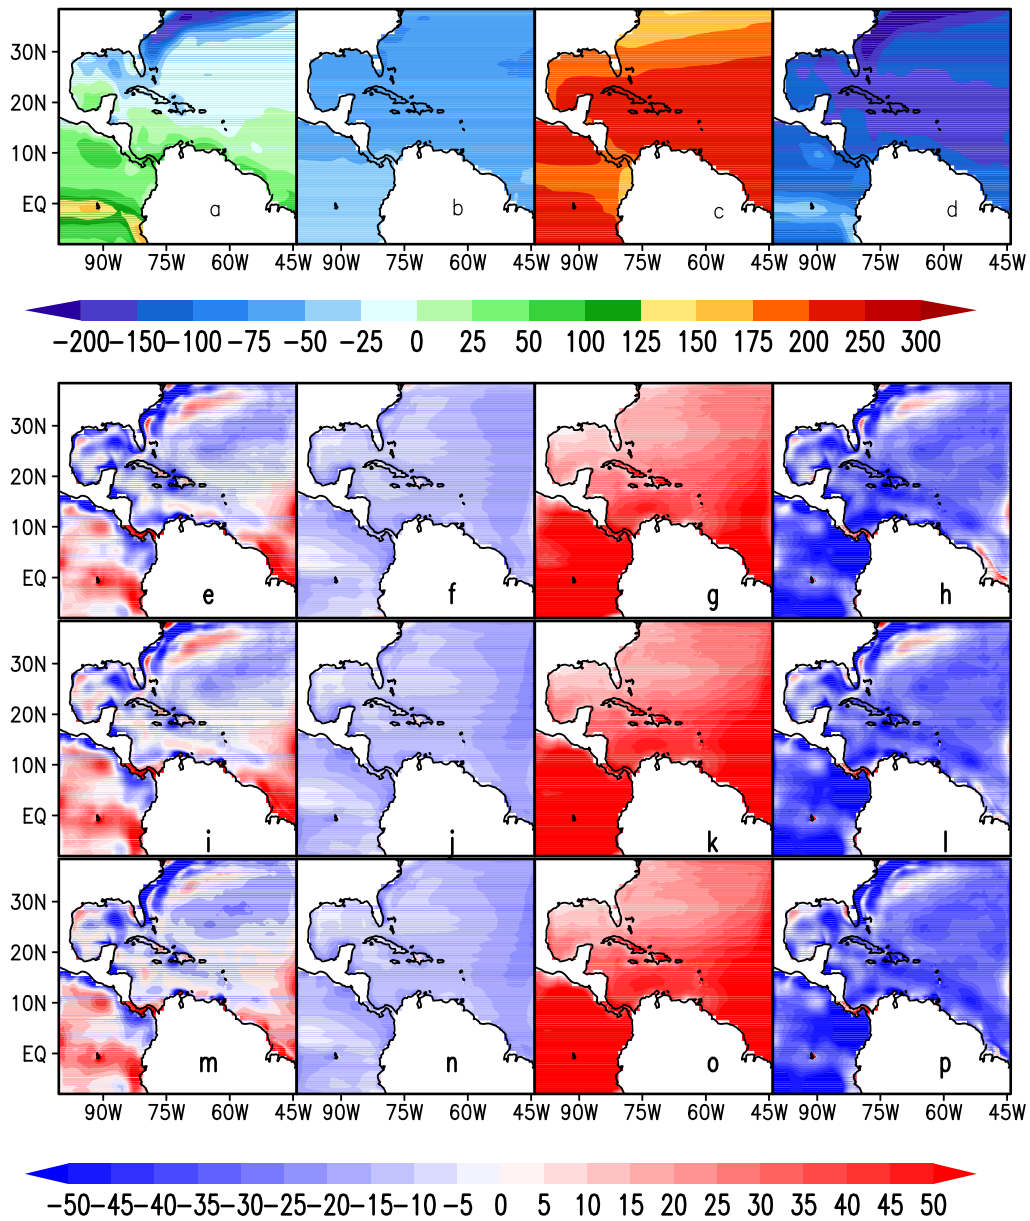 30N
20N
10N
EQ
a b c d
90W 75W 60W 45W 90W 75W 60W 45W 90W 75W 60W 45W 90W 75W 60W 45W
-200 -150 -100 -75 -50 -25 0 25 50 100 125 150 175 200 250 300
30N
20N
10N
EQ
e f g h
30N
20N
10N
EQ
i j k l
30N
20N
10N
EQ
m n o p
90W 75W 60W 45W 90W 75W 60W 45W 90W 75W 60W 45W 90W 75W 60W 45W
-50 -45 -40 -35 -30 -25 -20 -15 -10 -5 0 5 10 15 20 25 30 35 40 45 50